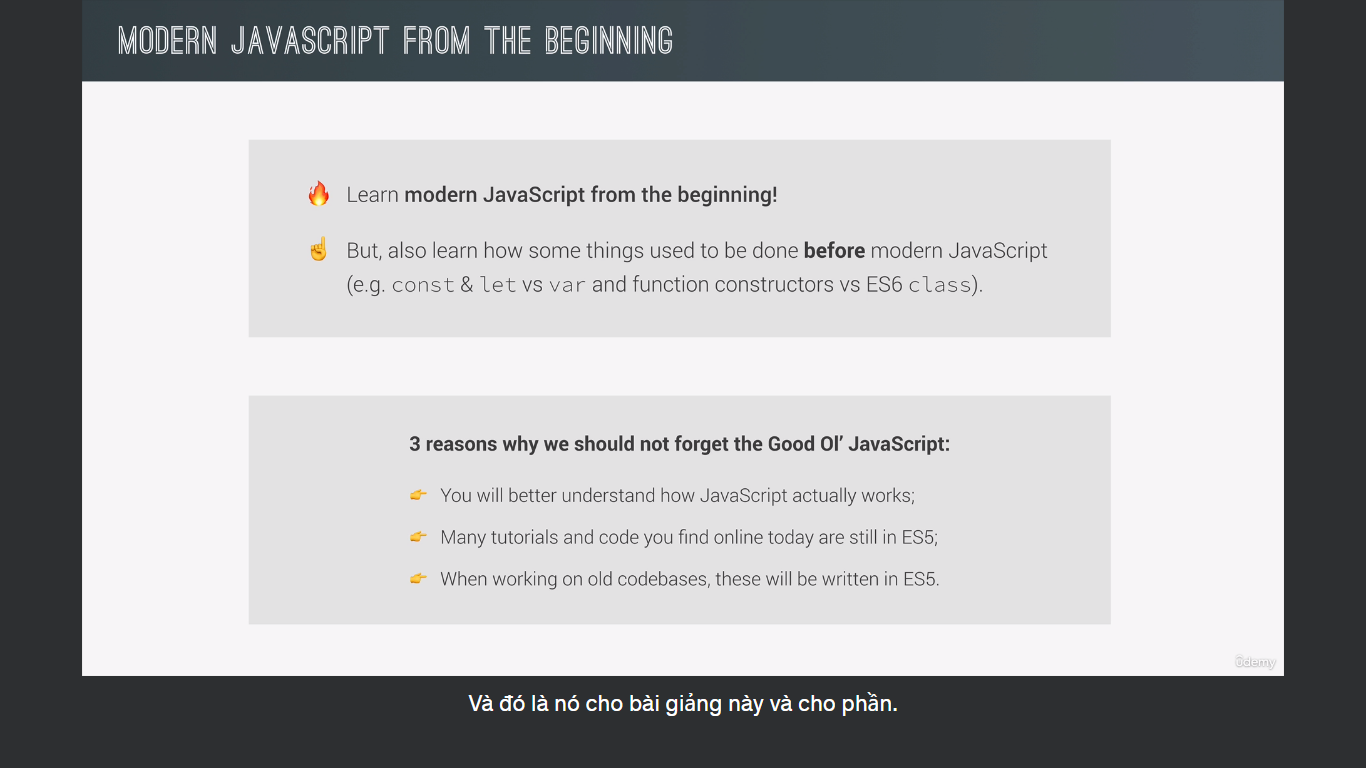 MODERN JAVASCRIPT FROM THE BEGINNING
🔥 Learn modern JavaScript from the beginning!
☝️ But, also learn how some things used to be done before modern JavaScript
(e.g. const & let vs var and function constructors vs ES6 class).
3 reasons why we should not forget the Good Ol’ JavaScript:
👉 You will better understand how JavaScript actually works;
👉 Many tutorials and code you find online today are still in ES5;
👉 When working on old codebases, these will be written in ES5.
ûdemy
Và đó là nó cho bài giảng này và cho phần.